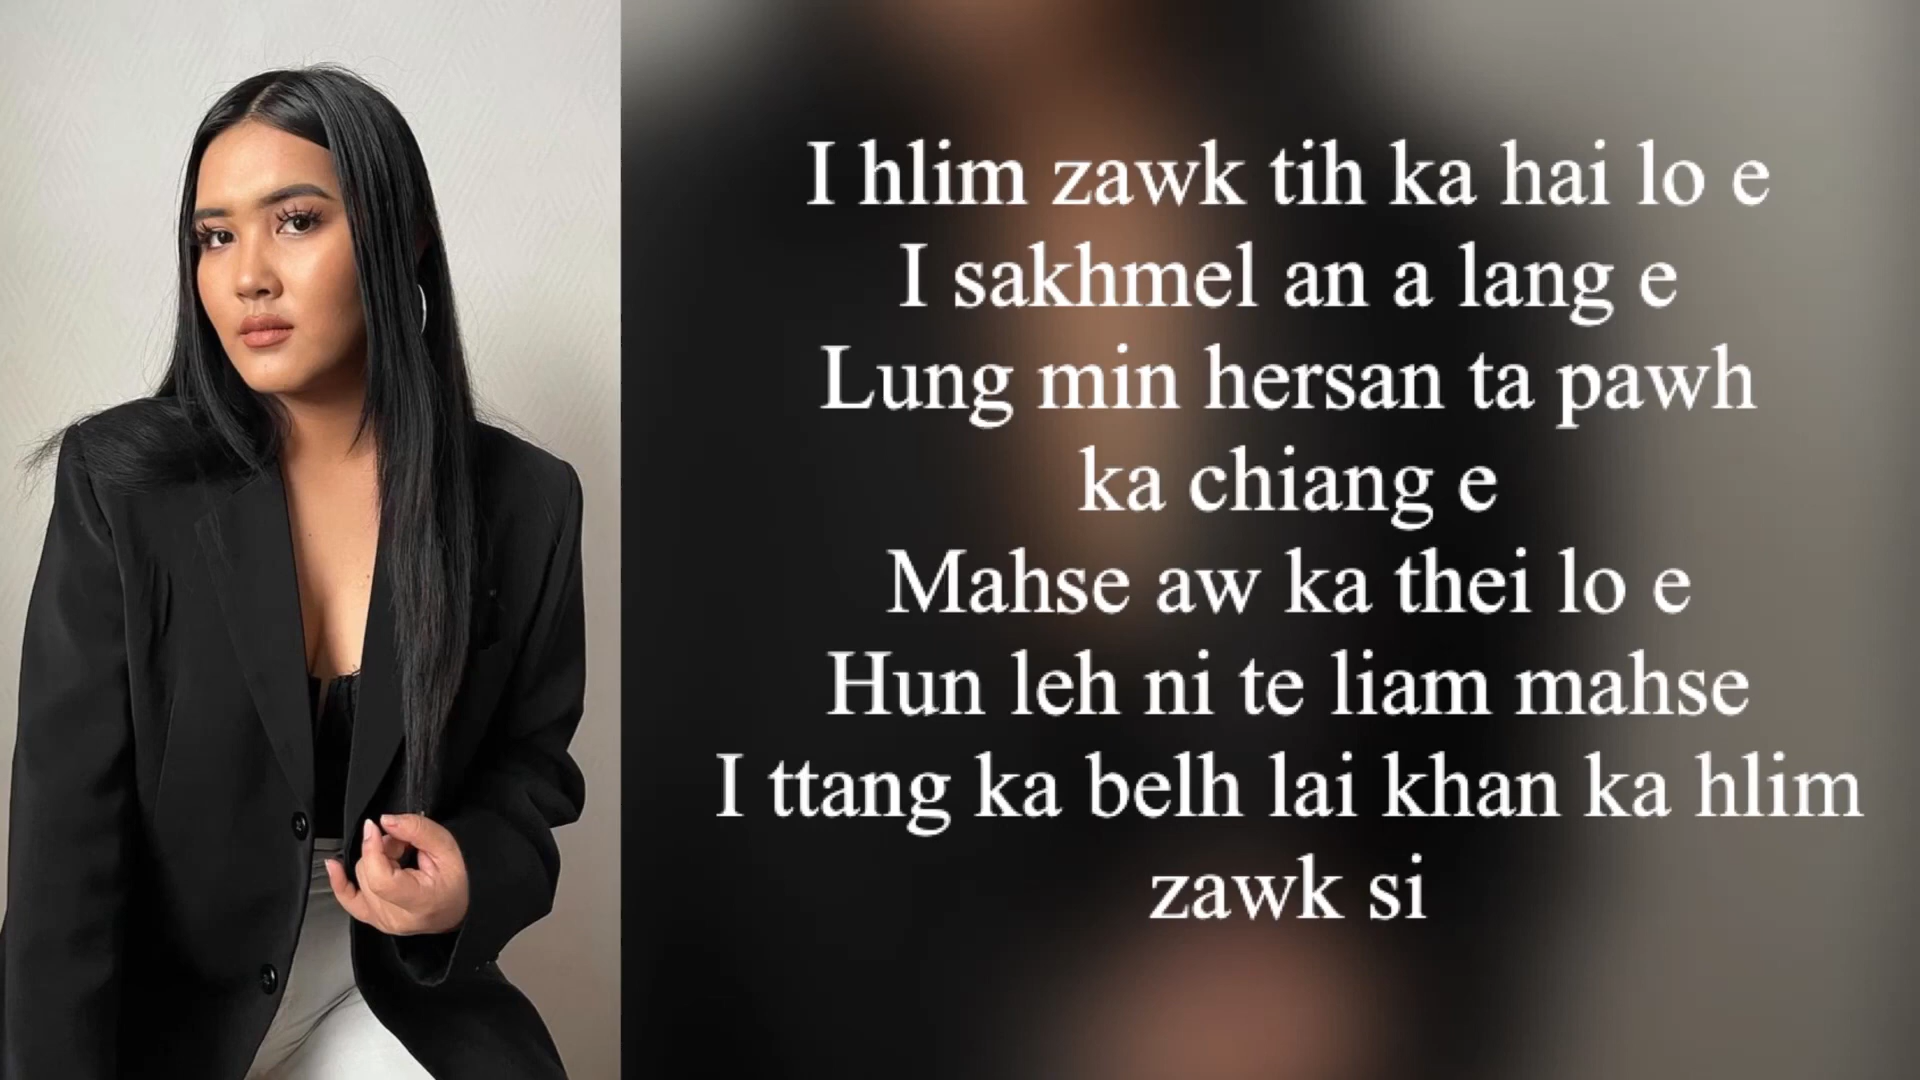 I hlim zawk tih ka hai lo e
I sakhmel an a lang e
Lung min hersan ta pawh
ka chiang e
Mahse aw ka thei lo e
Hun leh ni te liam mahse
I ttang ka belh lai khan ka hlim
zawk si